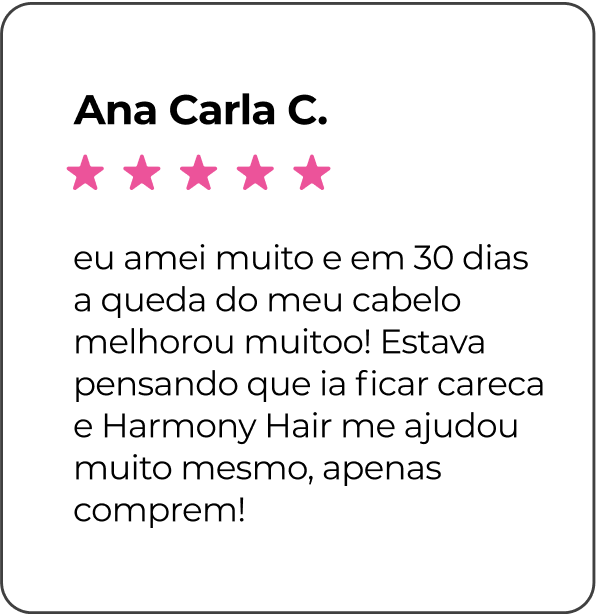 Ana Carla C.
eu amei muito e em 30 dias
a queda do meu cabelo
melhorou muitoo! Estava
pensando que ia ficar careca
e Harmony Hair me ajudou
muito mesmo, apenas
comprem!